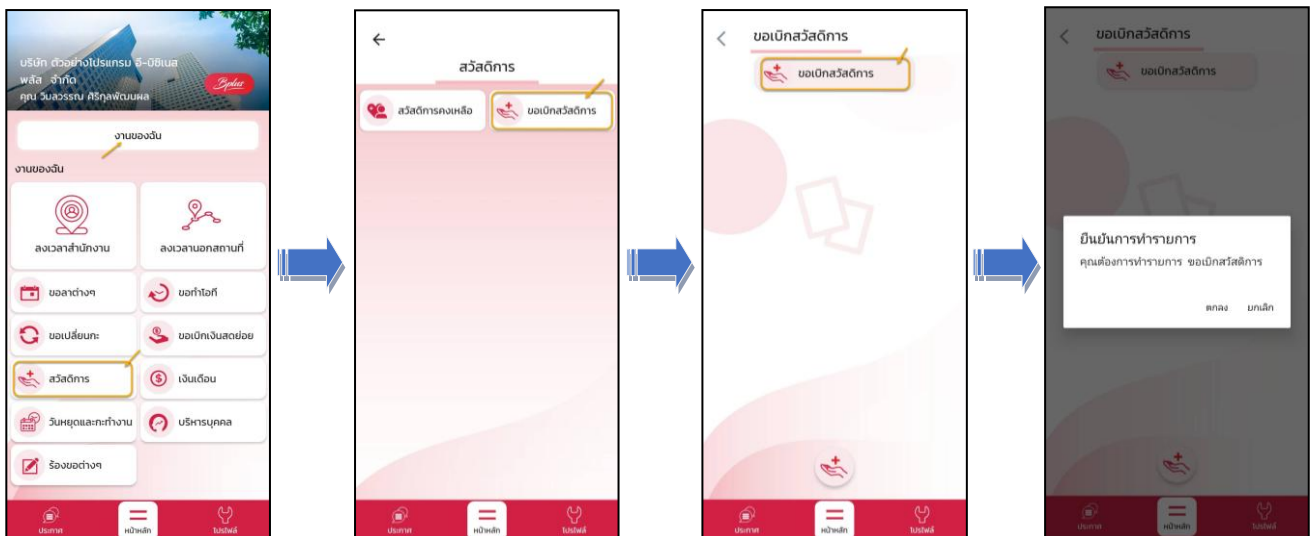 บริษัท ตัวอย่างโปรแกรม อี-บิซิเนส
พลัส จำกัด
คุณ วิมลวรรณ ศิริกุลพัฒนผล
Bplus
งานของฉัน
งานของฉัน
ลงเวลาสำนักงาน
ลงเวลานอกสถานที่
ขอลาต่างๆ
ขอทำโอที
ขอเปลี่ยนกะ
ขอเบิกเงินสดย่อย
สวัสดิการ
เงินเดือน
วันหยุดและกะทำงาน
บริหารบุคคล
ร้องขอต่างๆ
ประกาศ
หน้าหลัก
โปรไฟล์
สวัสดิการ
สวัสดิการคงเหลือ
ขอเบิกสวัสดิการ
ประกาศ
หน้าหลัก
โปรไฟล์
ขอเบิกสวัสดิการ
ขอเบิกสวัสดิการ
ประกาศ
หน้าหลัก
โปรไฟล์
ขอเบิกสวัสดิการ
ขอเบิกสวัสดิการ
ยืนยันการทำรายการ
คุณต้องการทำรายการ ขอเบิกสวัสดิการ
ตกลง
ยกเลิก
ประกาศ
หน้าหลัก
โปรไฟล์